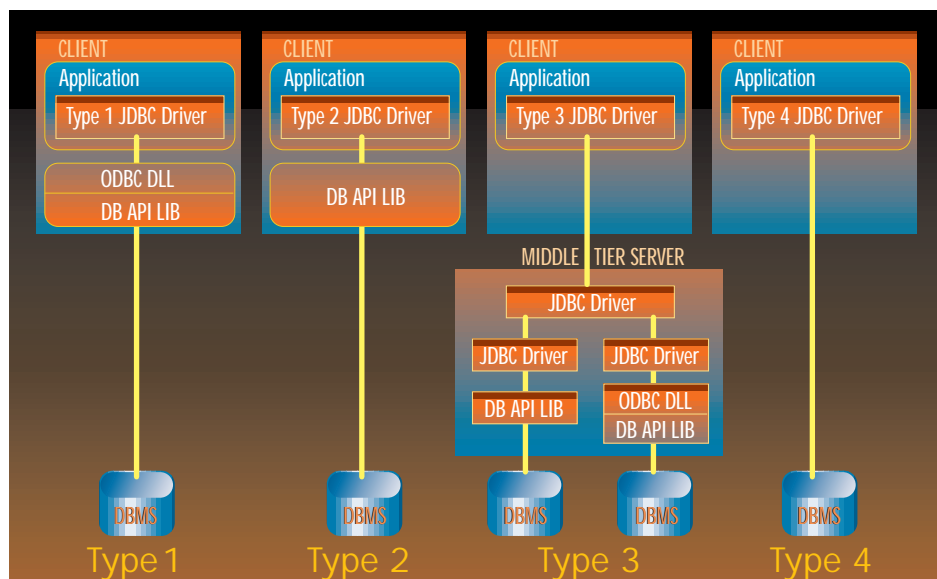 CLIENT
Application
Type 1 JDBC Driver
ODBC DLL
DB API LIB
DBMS
Type 1
CLIENT
Application
Type 2 JDBC Driver
DB API LIB
DBMS
Type 2
CLIENT
Application
Type 3 JDBC Driver
MIDDLE TIER SERVER
JDBC Driver
JDBC Driver
DB API LIB
JDBC Driver
ODBC DLL
DB API LIB
DBMS
DBMS
Type 3
CLIENT
Application
Type 4 JDBC Driver
DBMS
Type 4